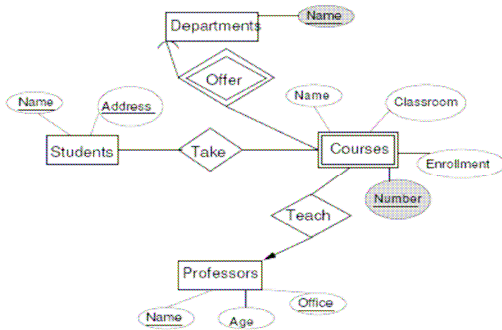 Name
Departments
Offer
Name
Classroom
Name
Address
Students
Take
Courses
Enrollment
Number
Teach
Professors
Name
Age
Office